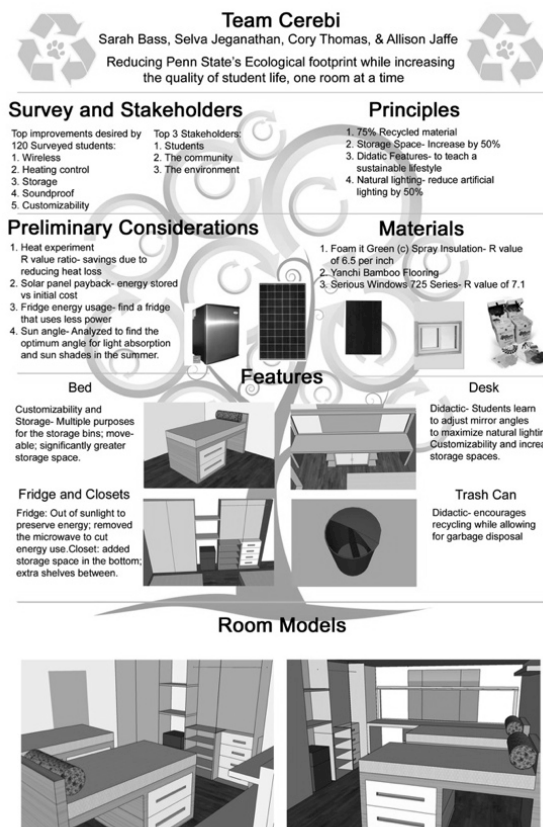 Team Cerebi
Sarah Bass, Selva Jeganathan, Cory Thomas, & Allison Jaffe
Reducing Penn State's Ecological footprint while increasing
the quality of student life, one room at a time
Survey and Stakeholders
Top improvements desired by
120 Surveyed students:
1. Wireless
2. Heating control
3. Storage
4. Soundproof
5. Customizability
Top 3 Stakeholders:
1. Students
2. The community
3. The environment
Principles
1. 75% Recycled material
2. Storage Space- Increase by 50%
3. Didatic Features- to teach a
sustainable lifestyle
4. Natural lighting- reduce artificial
lighting by 50%
Preliminary Considerations
1. Heat experiment
R value ratio- savings due to
reducing heat loss
2. Solar panel payback- energy stored
vs initial cost
3. Fridge energy usage- find a fridge
that uses less power
4. Sun angle- Analyzed to find the
optimum angle for light absorption
and sun shades in the summer.
Materials
1. Foam it Green (c) Spray Insulation- R value
of 6.5 per inch
2. Yanchi Bamboo Flooring
3. Serious Windows 725 Series- R value of 7.1
Features
Bed
Customizability and
Storage- Multiple purposes
for the storage bins; move-
able; significantly greater
storage space.
Desk
Didactic- Students learn
to adjust mirror angles
to maximize natural lightin
Customizability and increa
storage spaces.
Fridge and Closets
Fridge: Out of sunlight to
preserve energy; removed
the microwave to cut
energy use.Closet: added
storage space in the bottom;
extra shelves between.
Trash Can
Didactic- encourages
recycling while allowing
for garbage disposal
Room Models